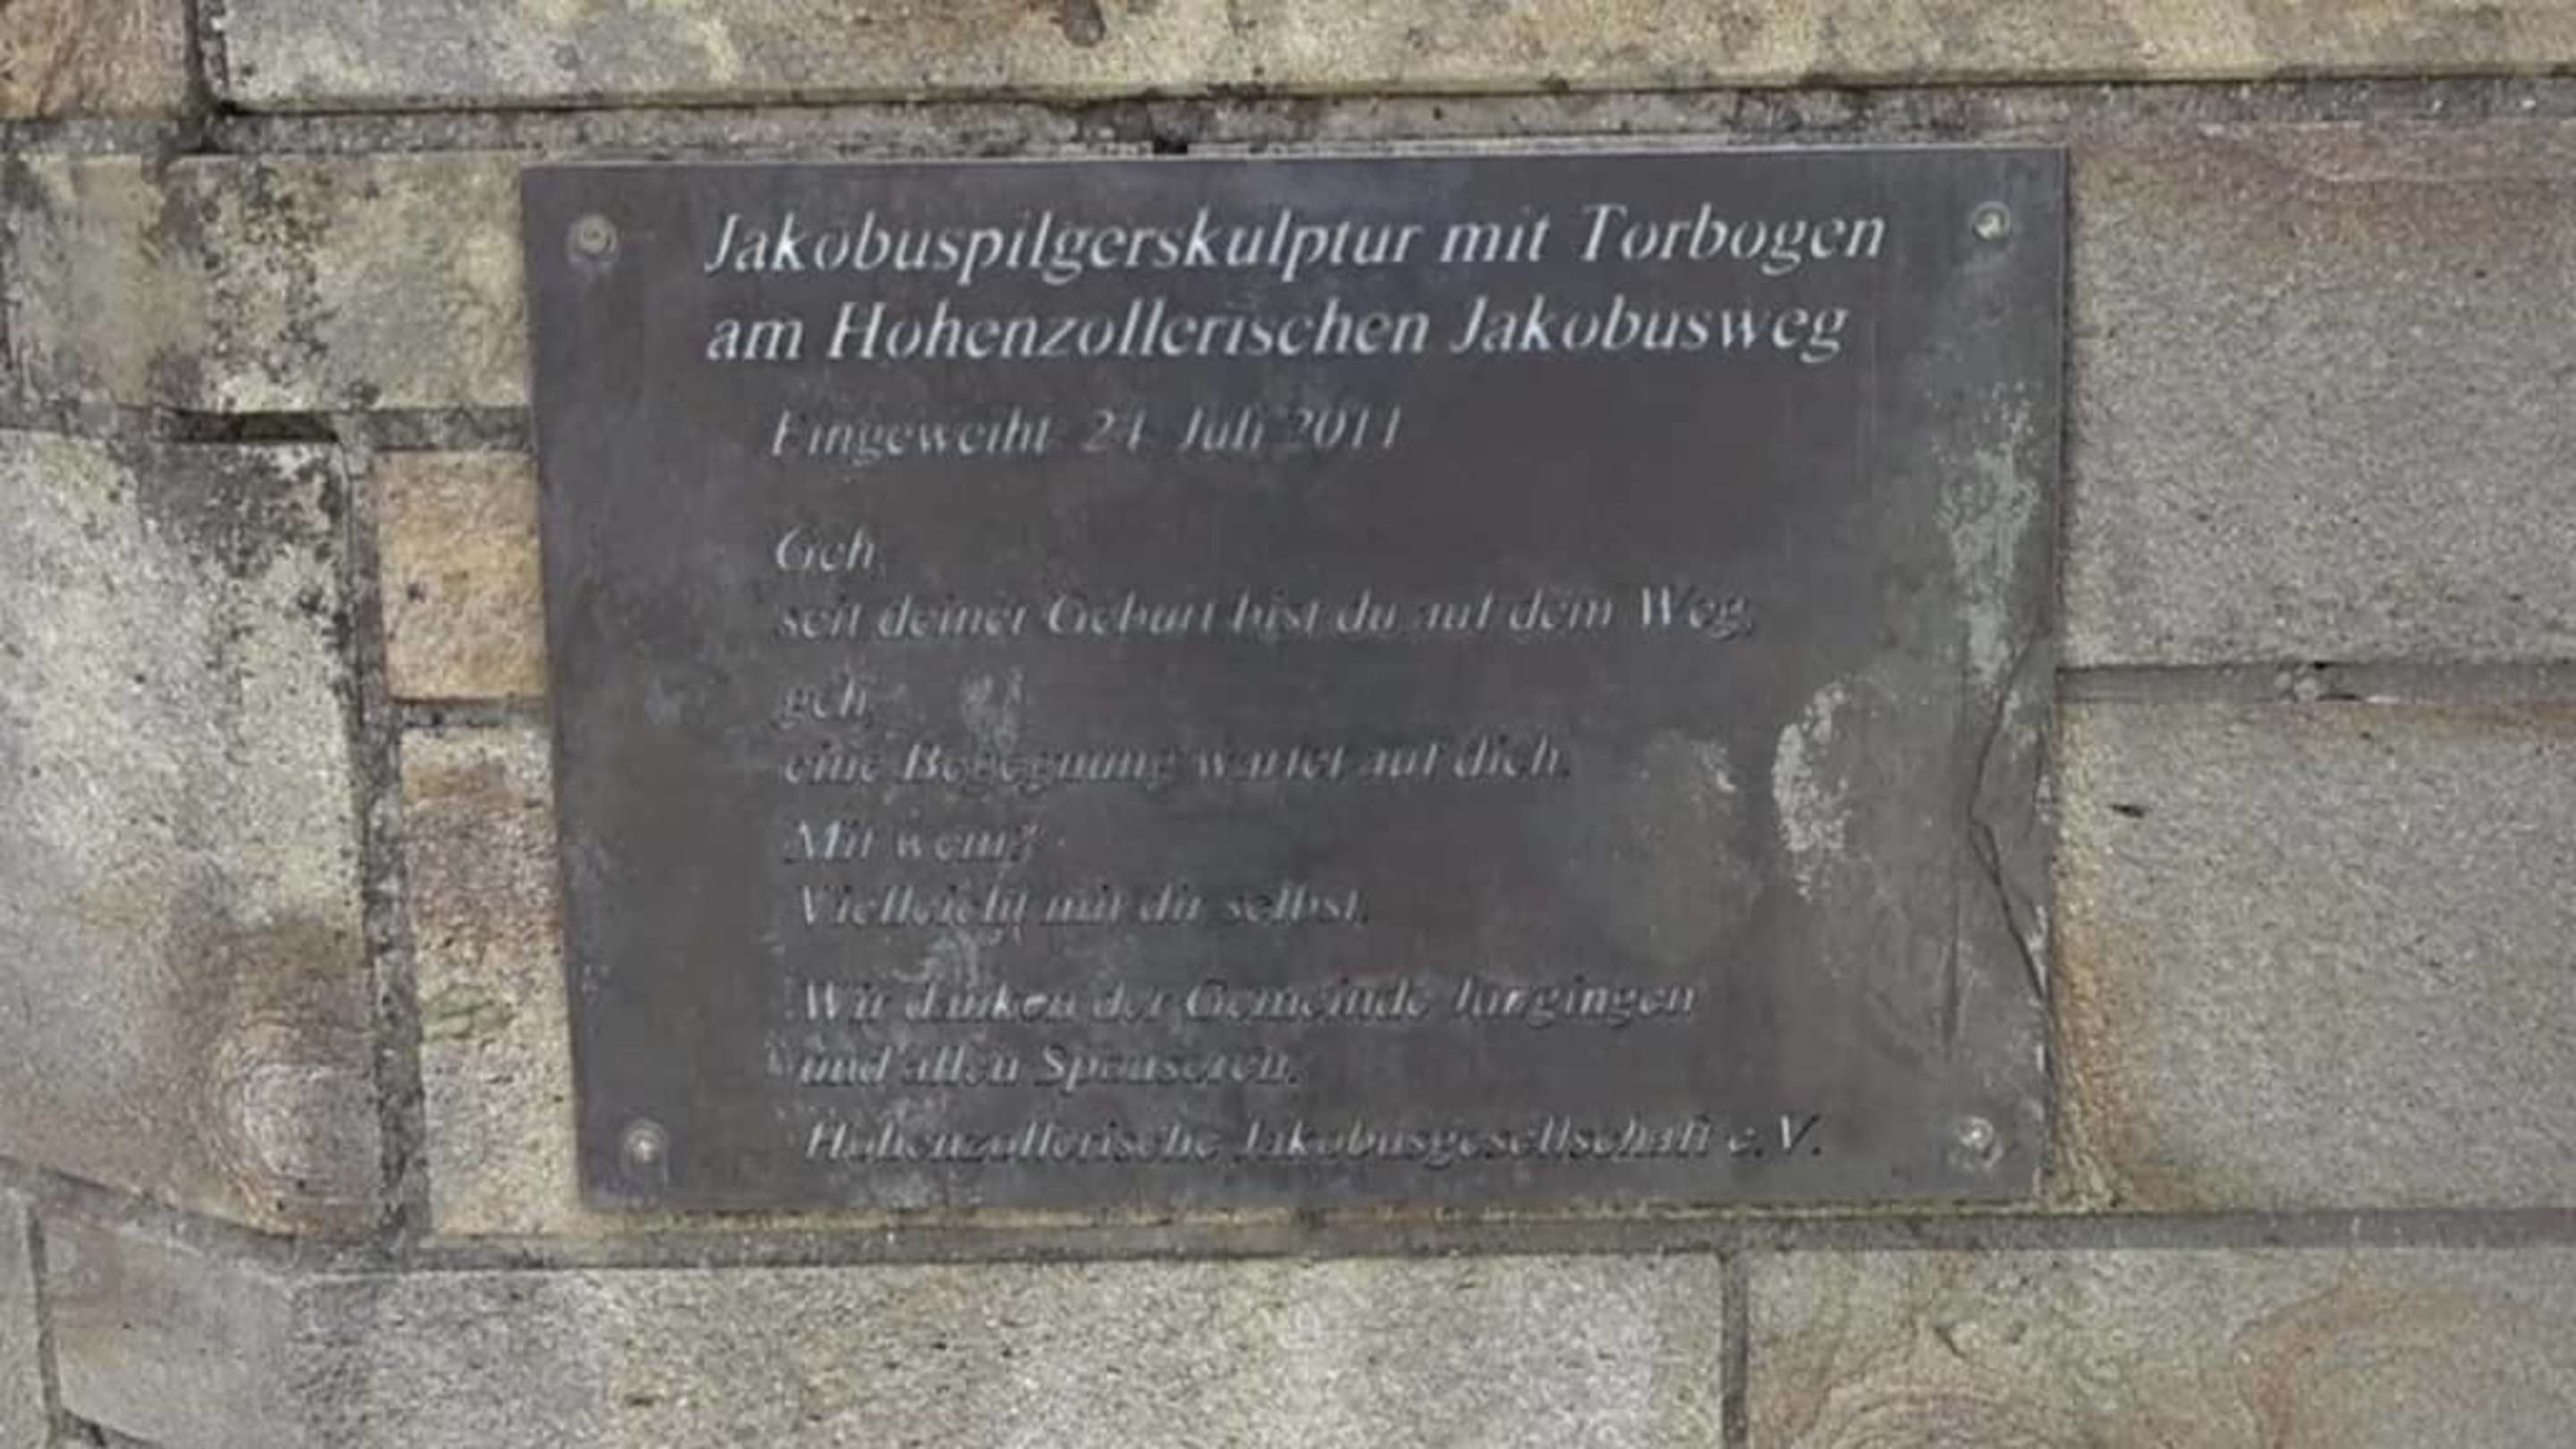 Jakobuspilgerskulptur mit Torbogen
am Hohenzollerischen Jakobusweg
Eingeweiht 24. Juli 2011
Geh,
seit deiner Geburt bist du auf dem Weg,
geh,
eine Begegnung wartet auf dich.
Mit wem?
Vielleicht mit dir selbst.
Wir danken der Gemeinde Jungingen
und allen Sponsoren.
Hohenzollerische Jakobusgesellschaft e.V.